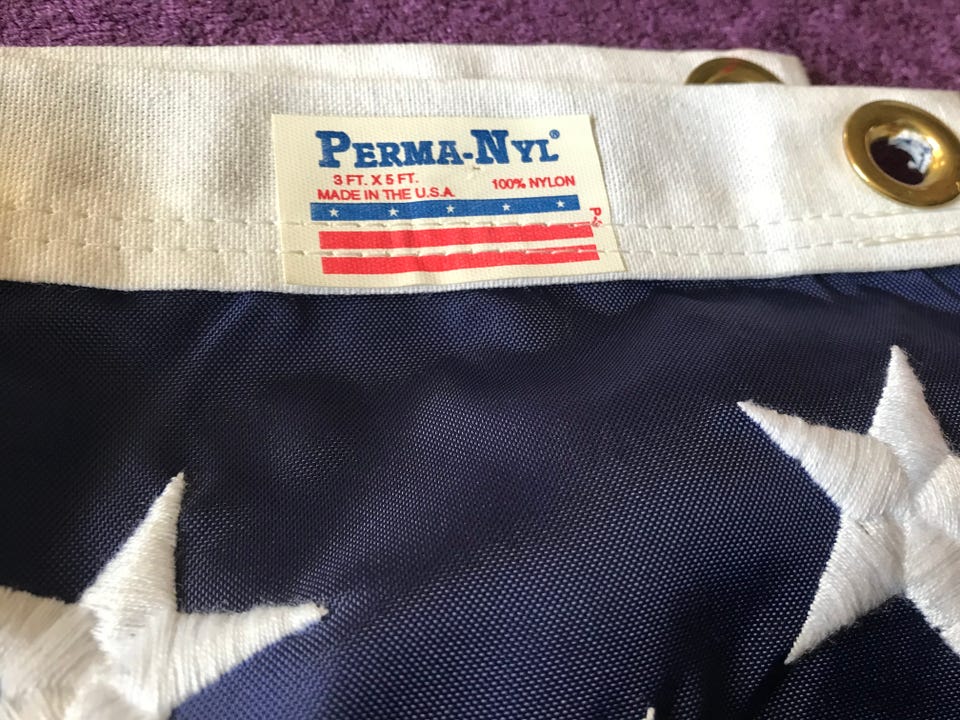 PERMA-NYL®
3 FT. X 5 FT.
100% NYLON
MADE IN THE U.S.A.